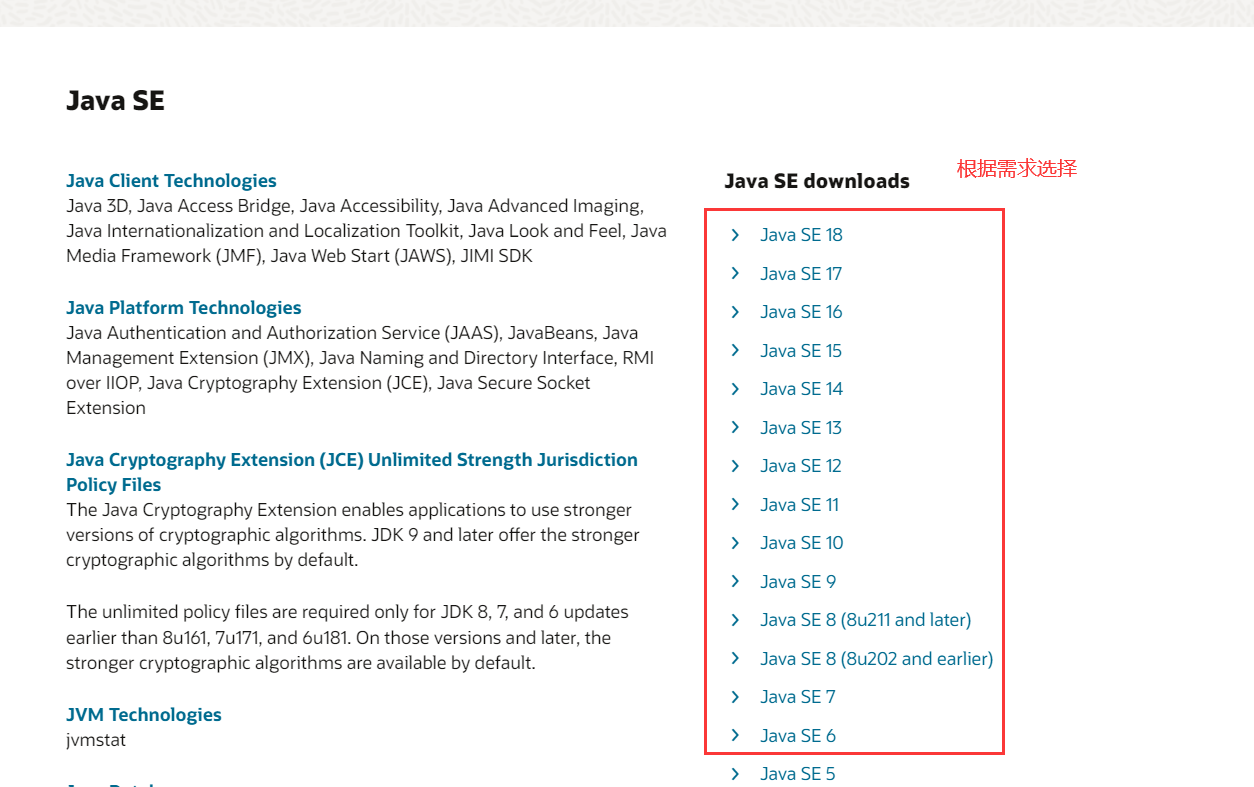 Java SE
Java Client Technologies
Java 3D, Java Access Bridge, Java Accessibility, Java Advanced Imaging,
Java Internationalization and Localization Toolkit, Java Look and Feel, Java
Media Framework (JMF), Java Web Start (JAWS), JIMI SDK
Java Platform Technologies
Java Authentication and Authorization Service (JAAS), JavaBeans, Java
Management Extension (JMX), Java Naming and Directory Interface, RMI
over IIOP, Java Cryptography Extension (JCE), Java Secure Socket
Extension
Java Cryptography Extension (JCE) Unlimited Strength Jurisdiction
Policy Files
The Java Cryptography Extension enables applications to use stronger
versions of cryptographic algorithms. JDK 9 and later offer the stronger
cryptographic algorithms by default.
The unlimited policy files are required only for JDK 8, 7, and 6 updates
earlier than 8u161, 7u171, and 6u181. On those versions and later, the
stronger cryptographic algorithms are available by default.
JVM Technologies
jvmstat
Java SE downloads
根据需求选择
Java SE 18
Java SE 17
Java SE 16
Java SE 15
Java SE 14
Java SE 13
Java SE 12
Java SE 11
Java SE 10
Java SE 9
Java SE 8 (8u211 and later)
Java SE 8 (8u202 and earlier)
Java SE 7
Java SE 6
Java SE 5